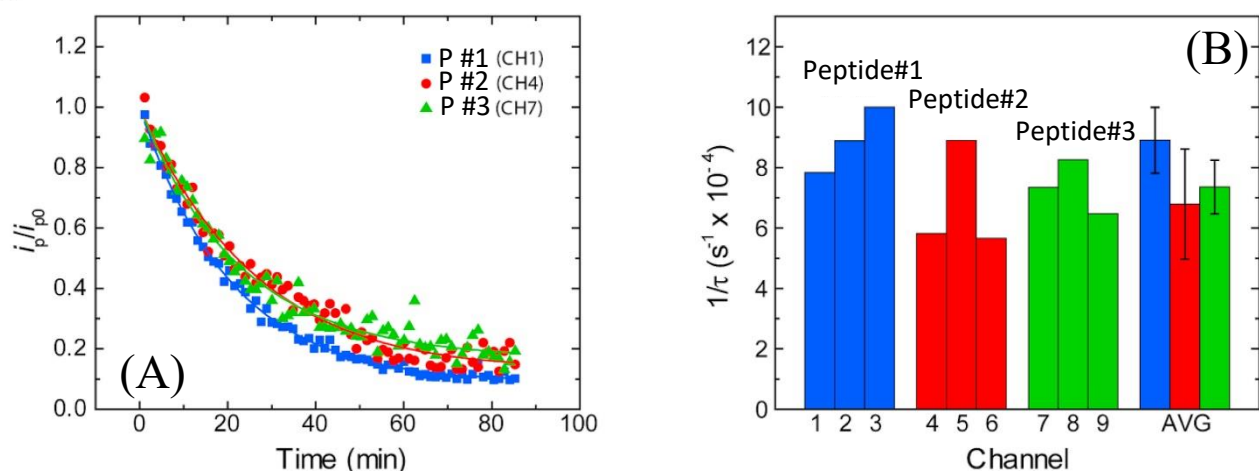 1.2
1.0
0.8
0.6
0.4
0.2
0.0
iₚ/iₚ₀
P #1 (CH1)
P #2 (CH4)
P #3 (CH7)
(A)
0 20 40 60 80 100
Time (min)
12
10
8
6
4
2
0
1/τ (s⁻¹ x 10⁻⁴)
(B)
Peptide#1
Peptide#2
Peptide#3
1 2 3 4 5 6 7 8 9 AVG
Channel